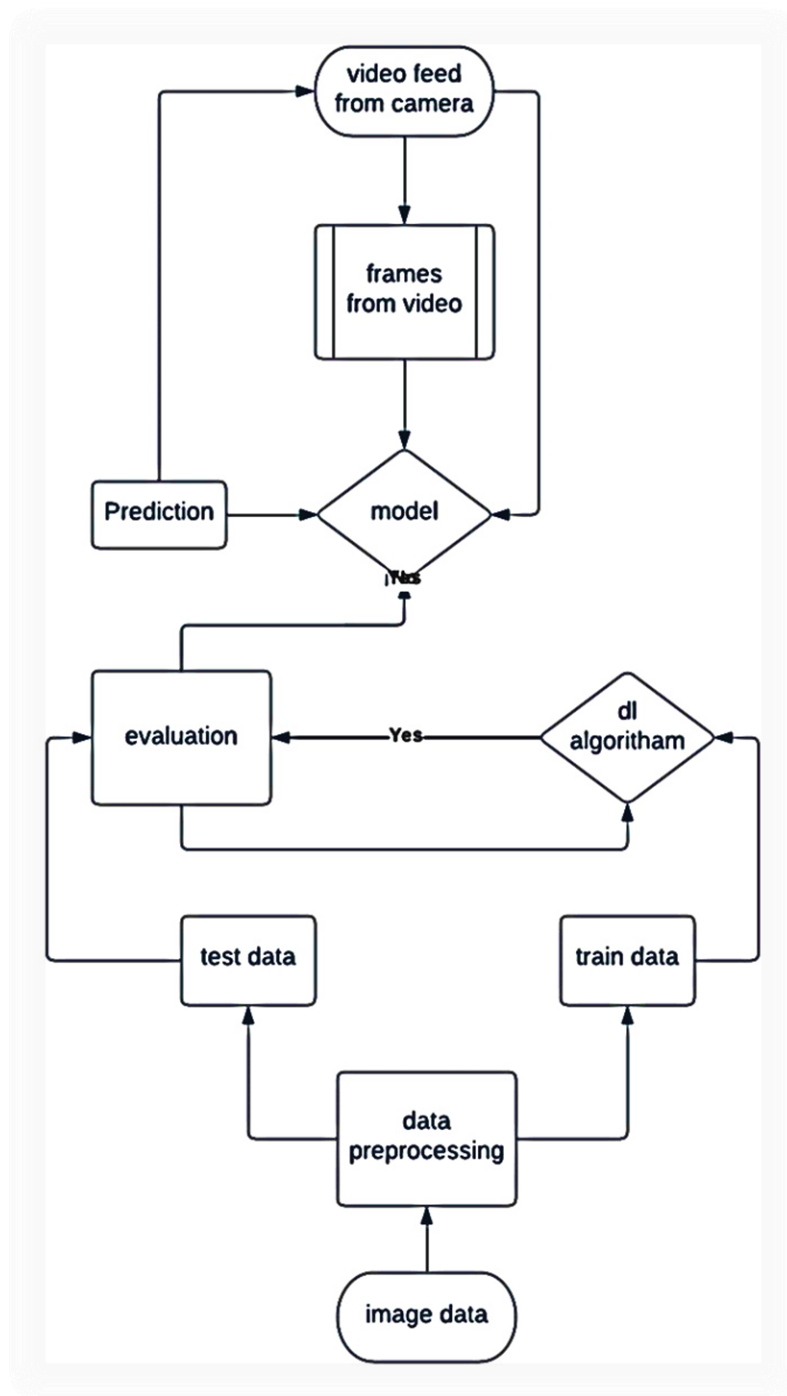 video feed
from camera
frames
from video
Prediction
model
evaluation
Yes
dl
algoritham
test data
train data
data
preprocessing
image data